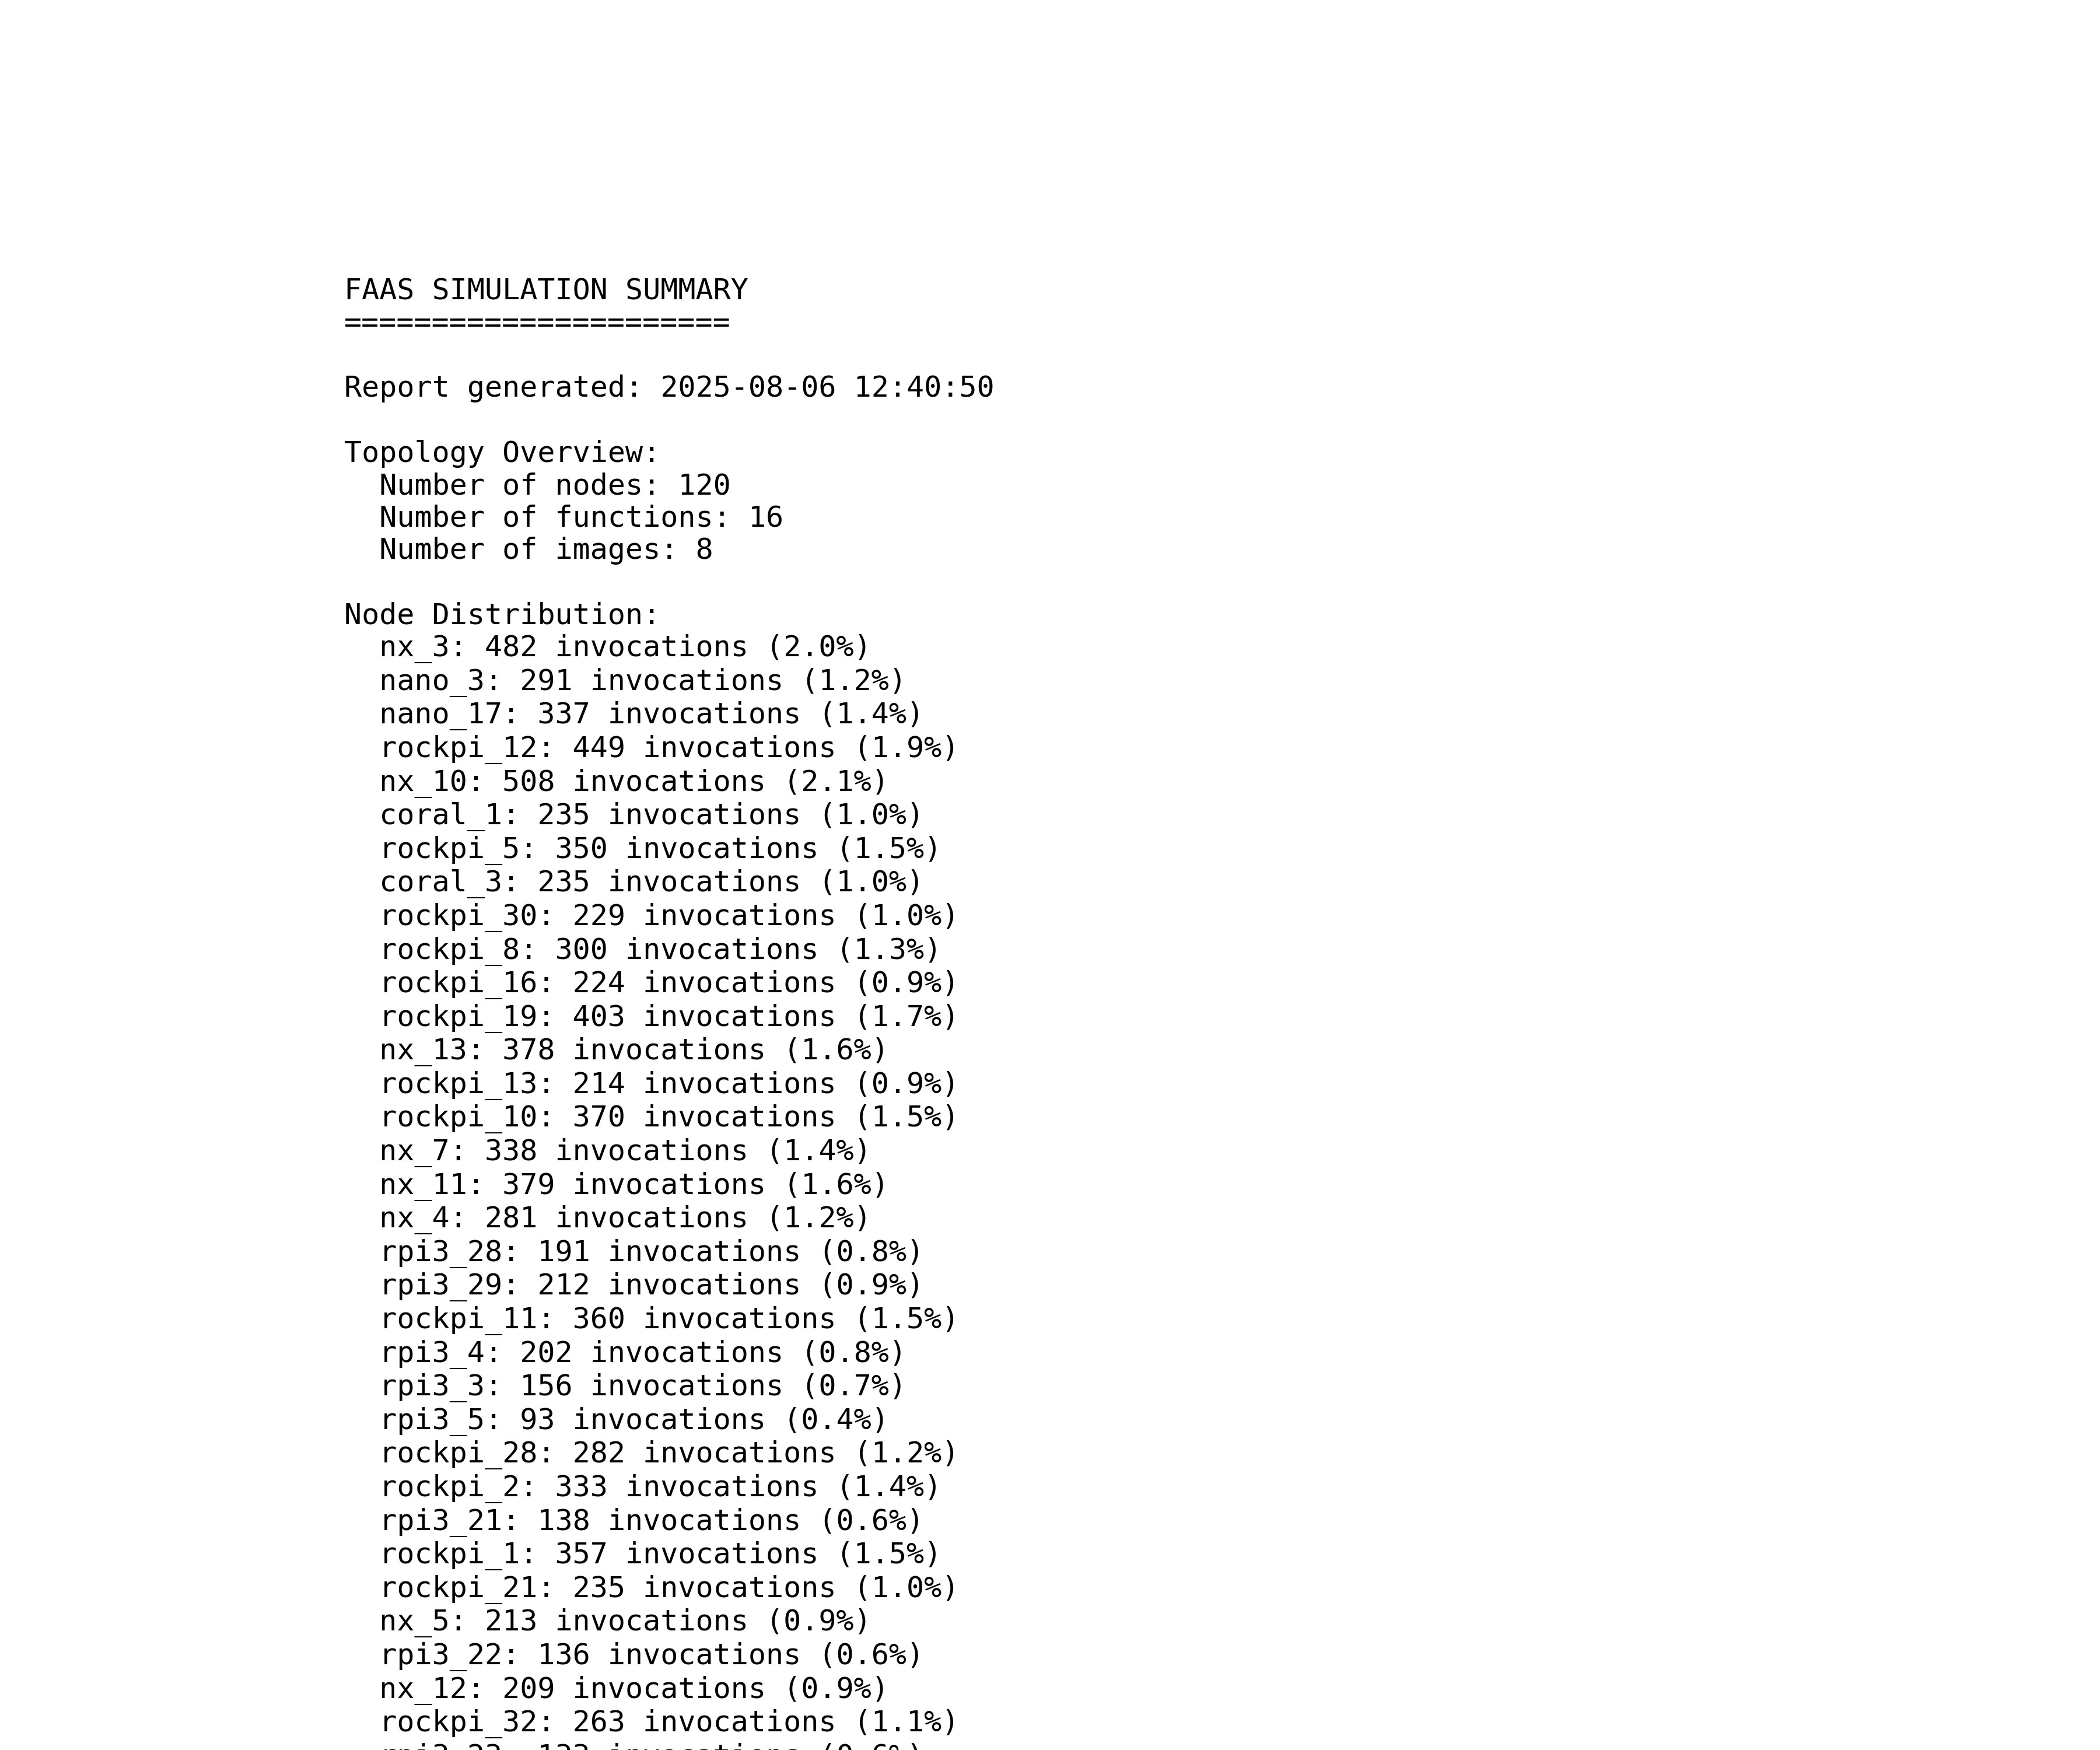 FAAS SIMULATION SUMMARY
======================
Report generated: 2025-08-06 12:40:50
Topology Overview:
Number of nodes: 120
Number of functions: 16
Number of images: 8
Node Distribution:
nx_3: 482 invocations (2.0%)
nano_3: 291 invocations (1.2%)
nano_17: 337 invocations (1.4%)
rockpi_12: 449 invocations (1.9%)
nx_10: 508 invocations (2.1%)
coral_1: 235 invocations (1.0%)
rockpi_5: 350 invocations (1.5%)
coral_3: 235 invocations (1.0%)
rockpi_30: 229 invocations (1.0%)
rockpi_8: 300 invocations (1.3%)
rockpi_16: 224 invocations (0.9%)
rockpi_19: 403 invocations (1.7%)
nx_13: 378 invocations (1.6%)
rockpi_13: 214 invocations (0.9%)
rockpi_10: 370 invocations (1.5%)
nx_7: 338 invocations (1.4%)
nx_11: 379 invocations (1.6%)
nx_4: 281 invocations (1.2%)
rpi3_28: 191 invocations (0.8%)
rpi3_29: 212 invocations (0.9%)
rockpi_11: 360 invocations (1.5%)
rpi3_4: 202 invocations (0.8%)
rpi3_3: 156 invocations (0.7%)
rpi3_5: 93 invocations (0.4%)
rockpi_28: 282 invocations (1.2%)
rockpi_2: 333 invocations (1.4%)
rpi3_21: 138 invocations (0.6%)
rockpi_1: 357 invocations (1.5%)
rockpi_21: 235 invocations (1.0%)
nx_5: 213 invocations (0.9%)
rpi3_22: 136 invocations (0.6%)
nx_12: 209 invocations (0.9%)
rockpi_32: 263 invocations (1.1%)